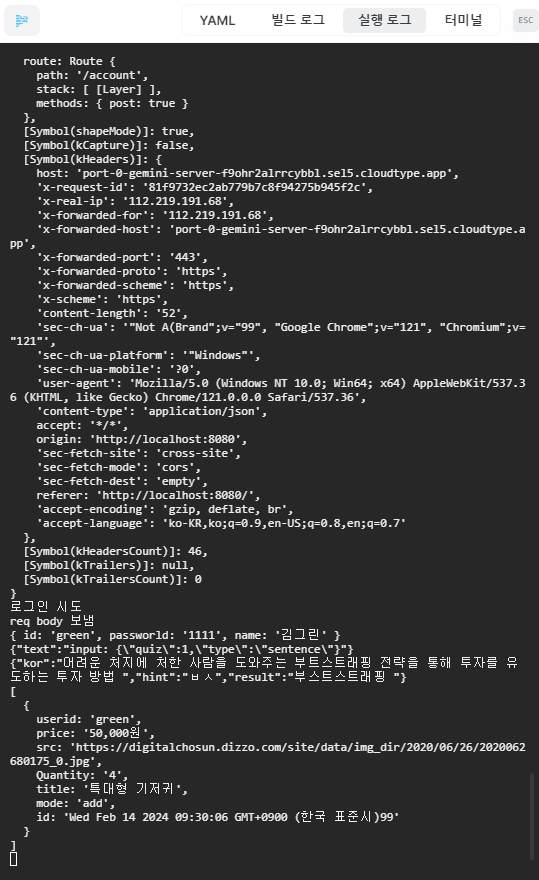 YAML 빌드 로그 실행 로그 터미널 ESC
route: Route {
path: '/account',
stack: [ [Layer] ],
methods: { post: true }
},
[Symbol(shapeMode)]: true,
[Symbol(kCapture)]: false,
[Symbol(kHeaders)]: {
host: 'port-0-gemini-server-f9ohr2alrrcybbl.sel5.cloudtype.app',
'x-request-id': '81f9732ec2ab779b7c8f94275b945f2c',
'x-real-ip': '112.219.191.68',
'x-forwarded-for': '112.219.191.68',
'x-forwarded-host': 'port-0-gemini-server-f9ohr2alrrcybbl.sel5.cloudtype.a
pp',
'x-forwarded-port': '443',
'x-forwarded-proto': 'https',
'x-forwarded-scheme': 'https',
'x-scheme': 'https',
'content-length': '52',
'sec-ch-ua': '"Not A(Brand";v="99", "Google Chrome";v="121", "Chromium";v=
"121"',
'sec-ch-ua-platform': '"Windows"',
'sec-ch-ua-mobile': '?0',
'user-agent': 'Mozilla/5.0 (Windows NT 10.0; Win64; x64) AppleWebKit/537.3
6 (KHTML, like Gecko) Chrome/121.0.0.0 Safari/537.36',
'content-type': 'application/json',
accept: '*/*',
origin: 'http://localhost:8080',
'sec-fetch-site': 'cross-site',
'sec-fetch-mode': 'cors',
'sec-fetch-dest': 'empty',
referer: 'http://localhost:8080/',
'accept-encoding': 'gzip, deflate, br',
'accept-language': 'ko-KR,ko;q=0.9,en-US;q=0.8,en;q=0.7'
},
[Symbol(kHeadersCount)]: 46,
[Symbol(kTrailers)]: null,
[Symbol(kTrailersCount)]: 0
}
로그인 시도
req body 보냄
{ id: 'green', passworld: '1111', name: '김그린' }
{"text":"input: {\"quiz\":1,\"type\":\"sentence\"}"}
{"kor":"어려운 처지에 처한 사람을 도와주는 부트스트래핑 전략을 통해 투자를 유
도하는 투자 방법 ","hint":"ㅂㅅ","result":"부스트스트래핑 "}
[
{
userid: 'green',
price: '50,000원',
src: 'https://digitalchosun.dizzo.com/site/data/img_dir/2020/06/26/2020062
680175_0.jpg',
Quantity: '4',
title: '특대형 기저귀',
mode: 'add',
id: 'Wed Feb 14 2024 09:30:06 GMT+0900 (한국 표준시)99'
}
]